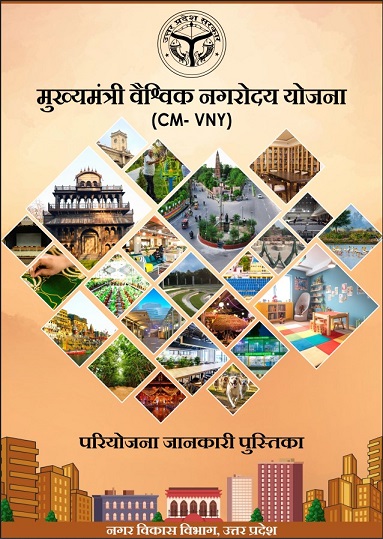 उत्तर प्रदेश सरकार
मुख्यमंत्री वैश्विक नगरोदय योजना
(CM- VNY)
परियोजना जानकारी पुस्तिका
नगर विकास विभाग, उत्तर प्रदेश